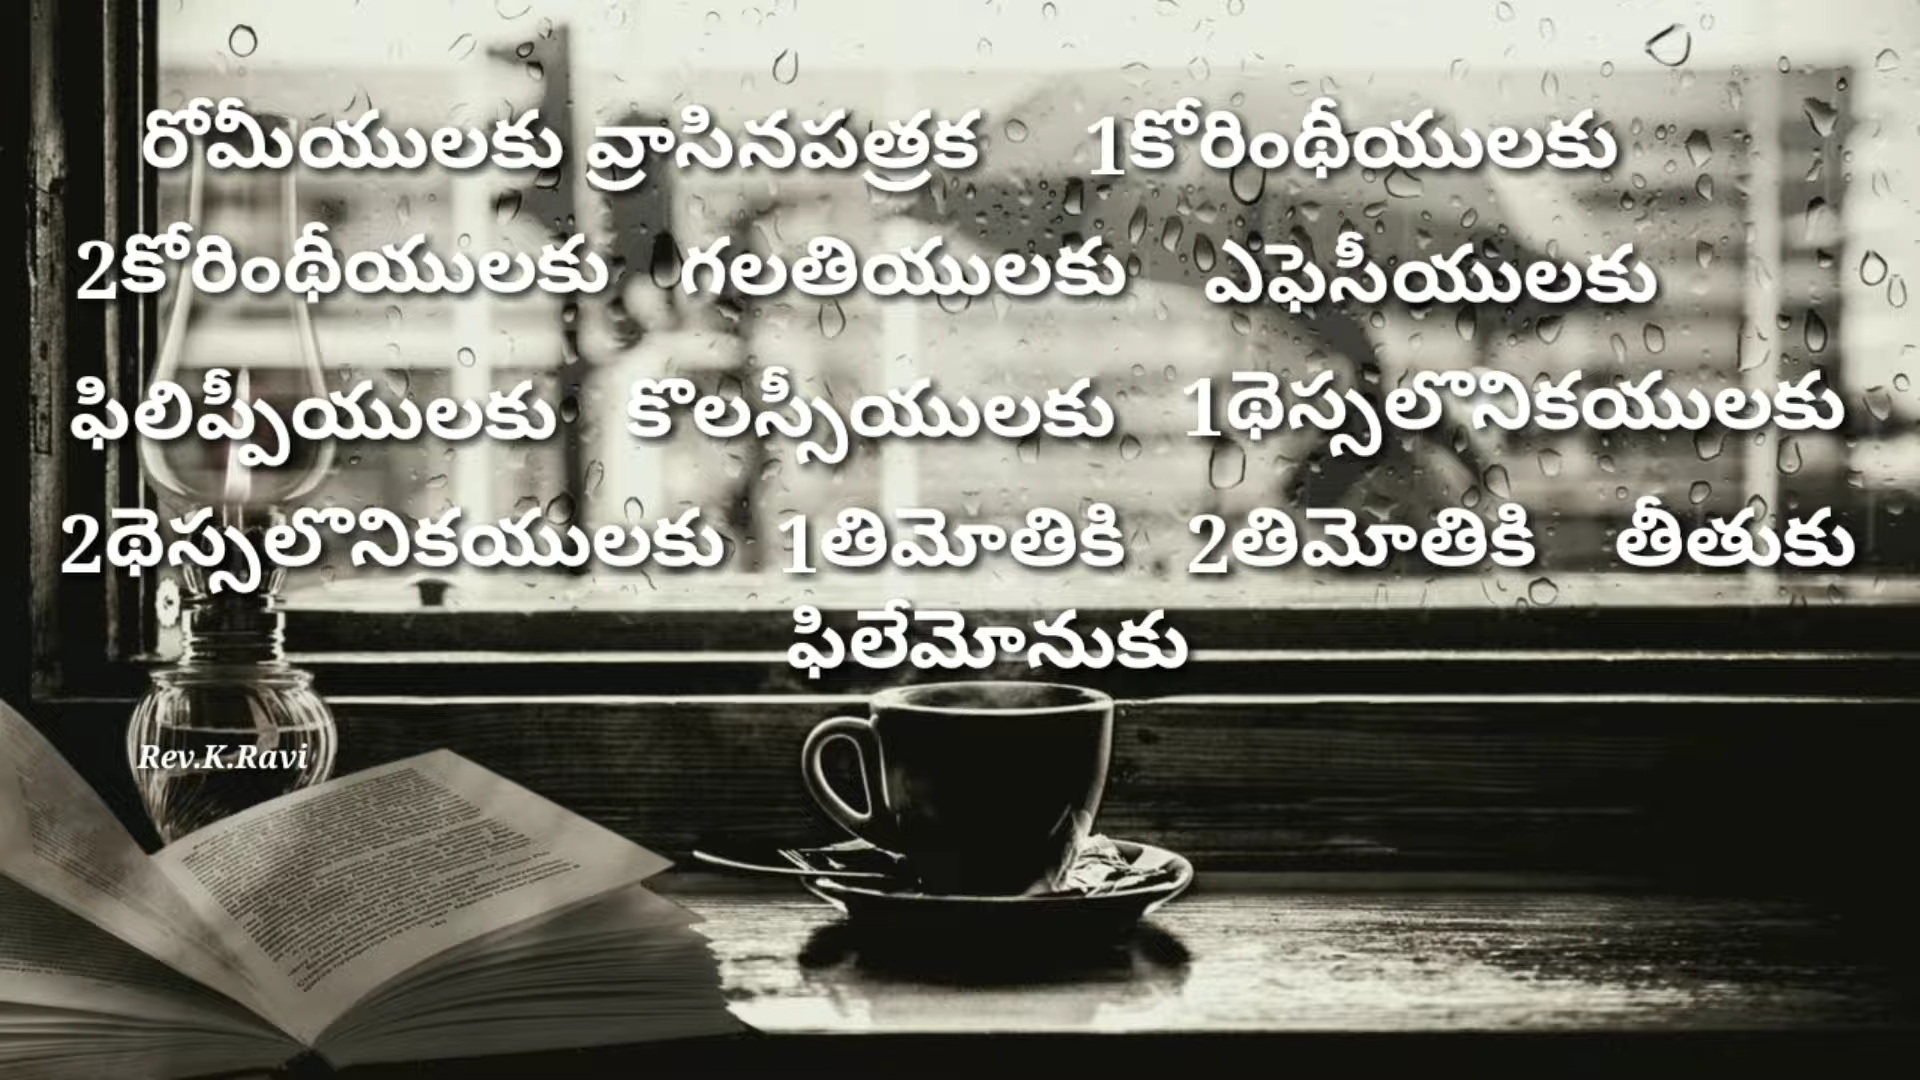 రోమీయులకు వ్రాసినపత్రిక 1కోరింథీయులకు
2కోరింథీయులకు గలతియులకు ఎఫెసీయులకు
ఫిలిప్పీయులకు కొలస్సీయులకు 1థెస్సలొనికయులకు
2థెస్సలొనికయులకు 1తిమోతికి 2తిమోతికి తీతుకు
ఫిలేమోనుకు
Rev.K.Ravi